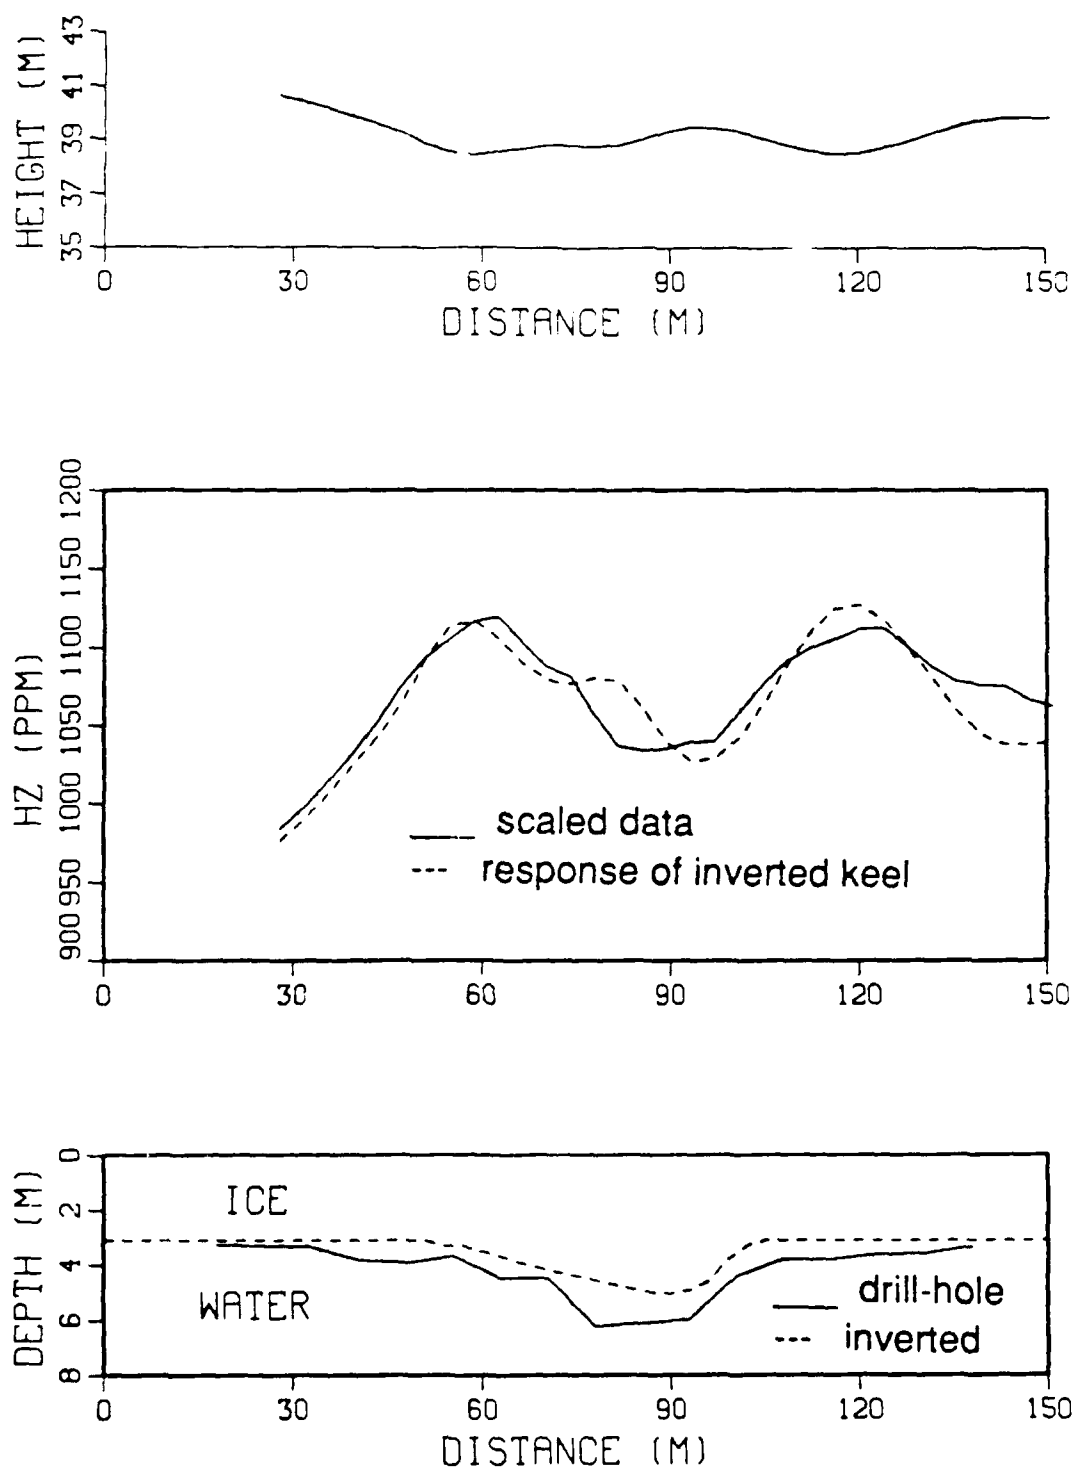 HEIGHT (M)
43
41
39
37
35
0 30 60 90 120 150
DISTANCE (M)
HZ (PPM)
1200
1150
1100
1050
1000
950
900
scaled data
response of inverted keel
0 30 60 90 120 150
DEPTH (M)
0
2
4
6
8
ICE
WATER
drill-hole
inverted
0 30 60 90 120 150
DISTANCE (M)